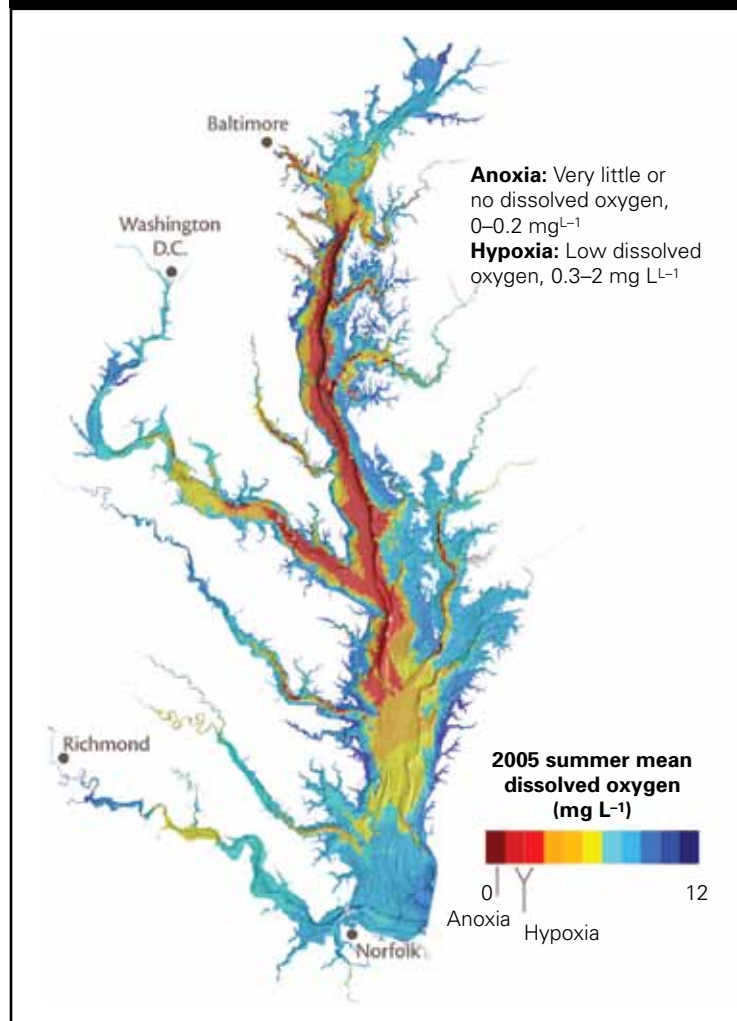 Baltimore
Anoxia: Very little or
no dissolved oxygen,
0–0.2 mgᴸ⁻¹
Hypoxia: Low dissolved
oxygen, 0.3–2 mg Lᴸ⁻¹
Washington
D.C.
Richmond
2005 summer mean
dissolved oxygen
(mg L⁻¹)
0
12
Anoxia
Hypoxia
Norfolk